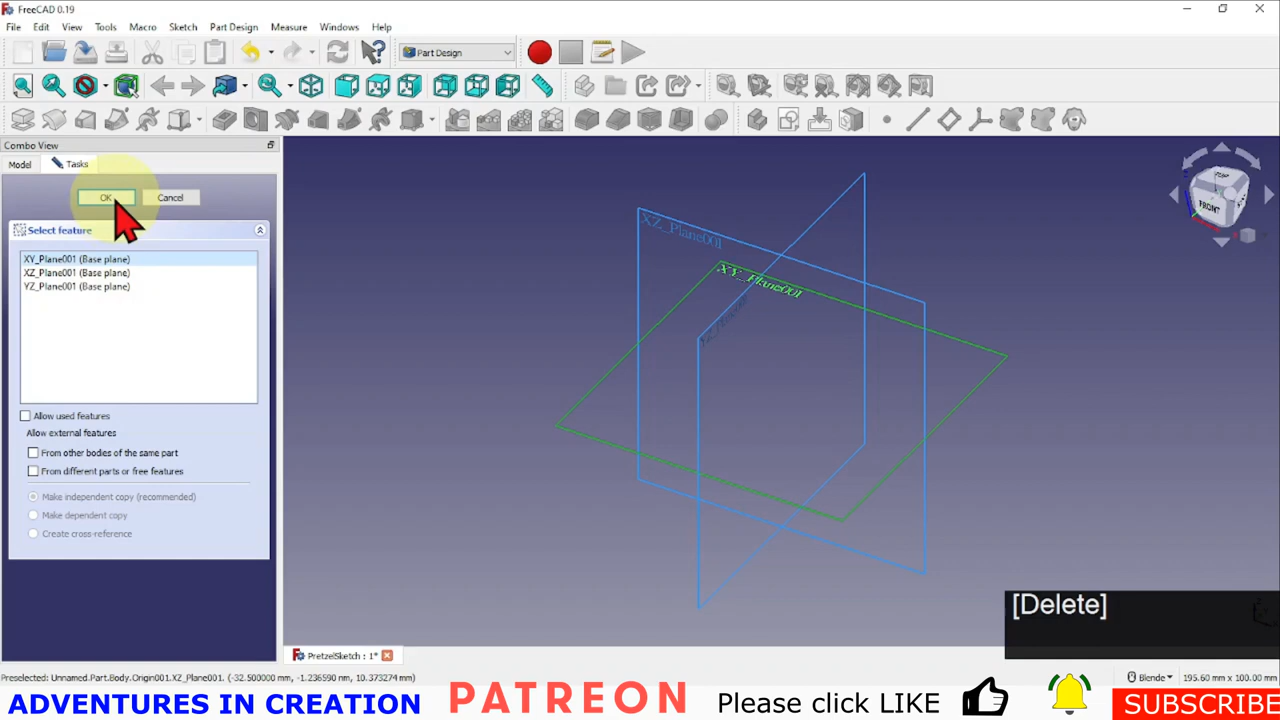 FreeCAD 0.19
File Edit View Tools Macro Sketch Part Design Measure Windows Help
Part Design
Combo View
Model Tasks
OK Cancel
Select feature
XY_Plane001 (Base plane)
XZ_Plane001 (Base plane)
YZ_Plane001 (Base plane)
Allow used features
Allow external features
From other bodies of the same part
From different parts or free features
Make independent copy (recommended)
Make dependent copy
Create cross-reference
XZ_Plane001
XY_Plane001
TOP
FRONT
[Delete]
PretzelSketch : 1*
Preselected: Unnamed.Part.Body.Origin001.XZ_Plane001. (-32.500000 mm, -1.236590 mm, 10.373274 mm)
Blende
195.60 mm x 100.00 mm
ADVENTURES IN CREATION PATREON Please click LIKE SUBSCRIBE